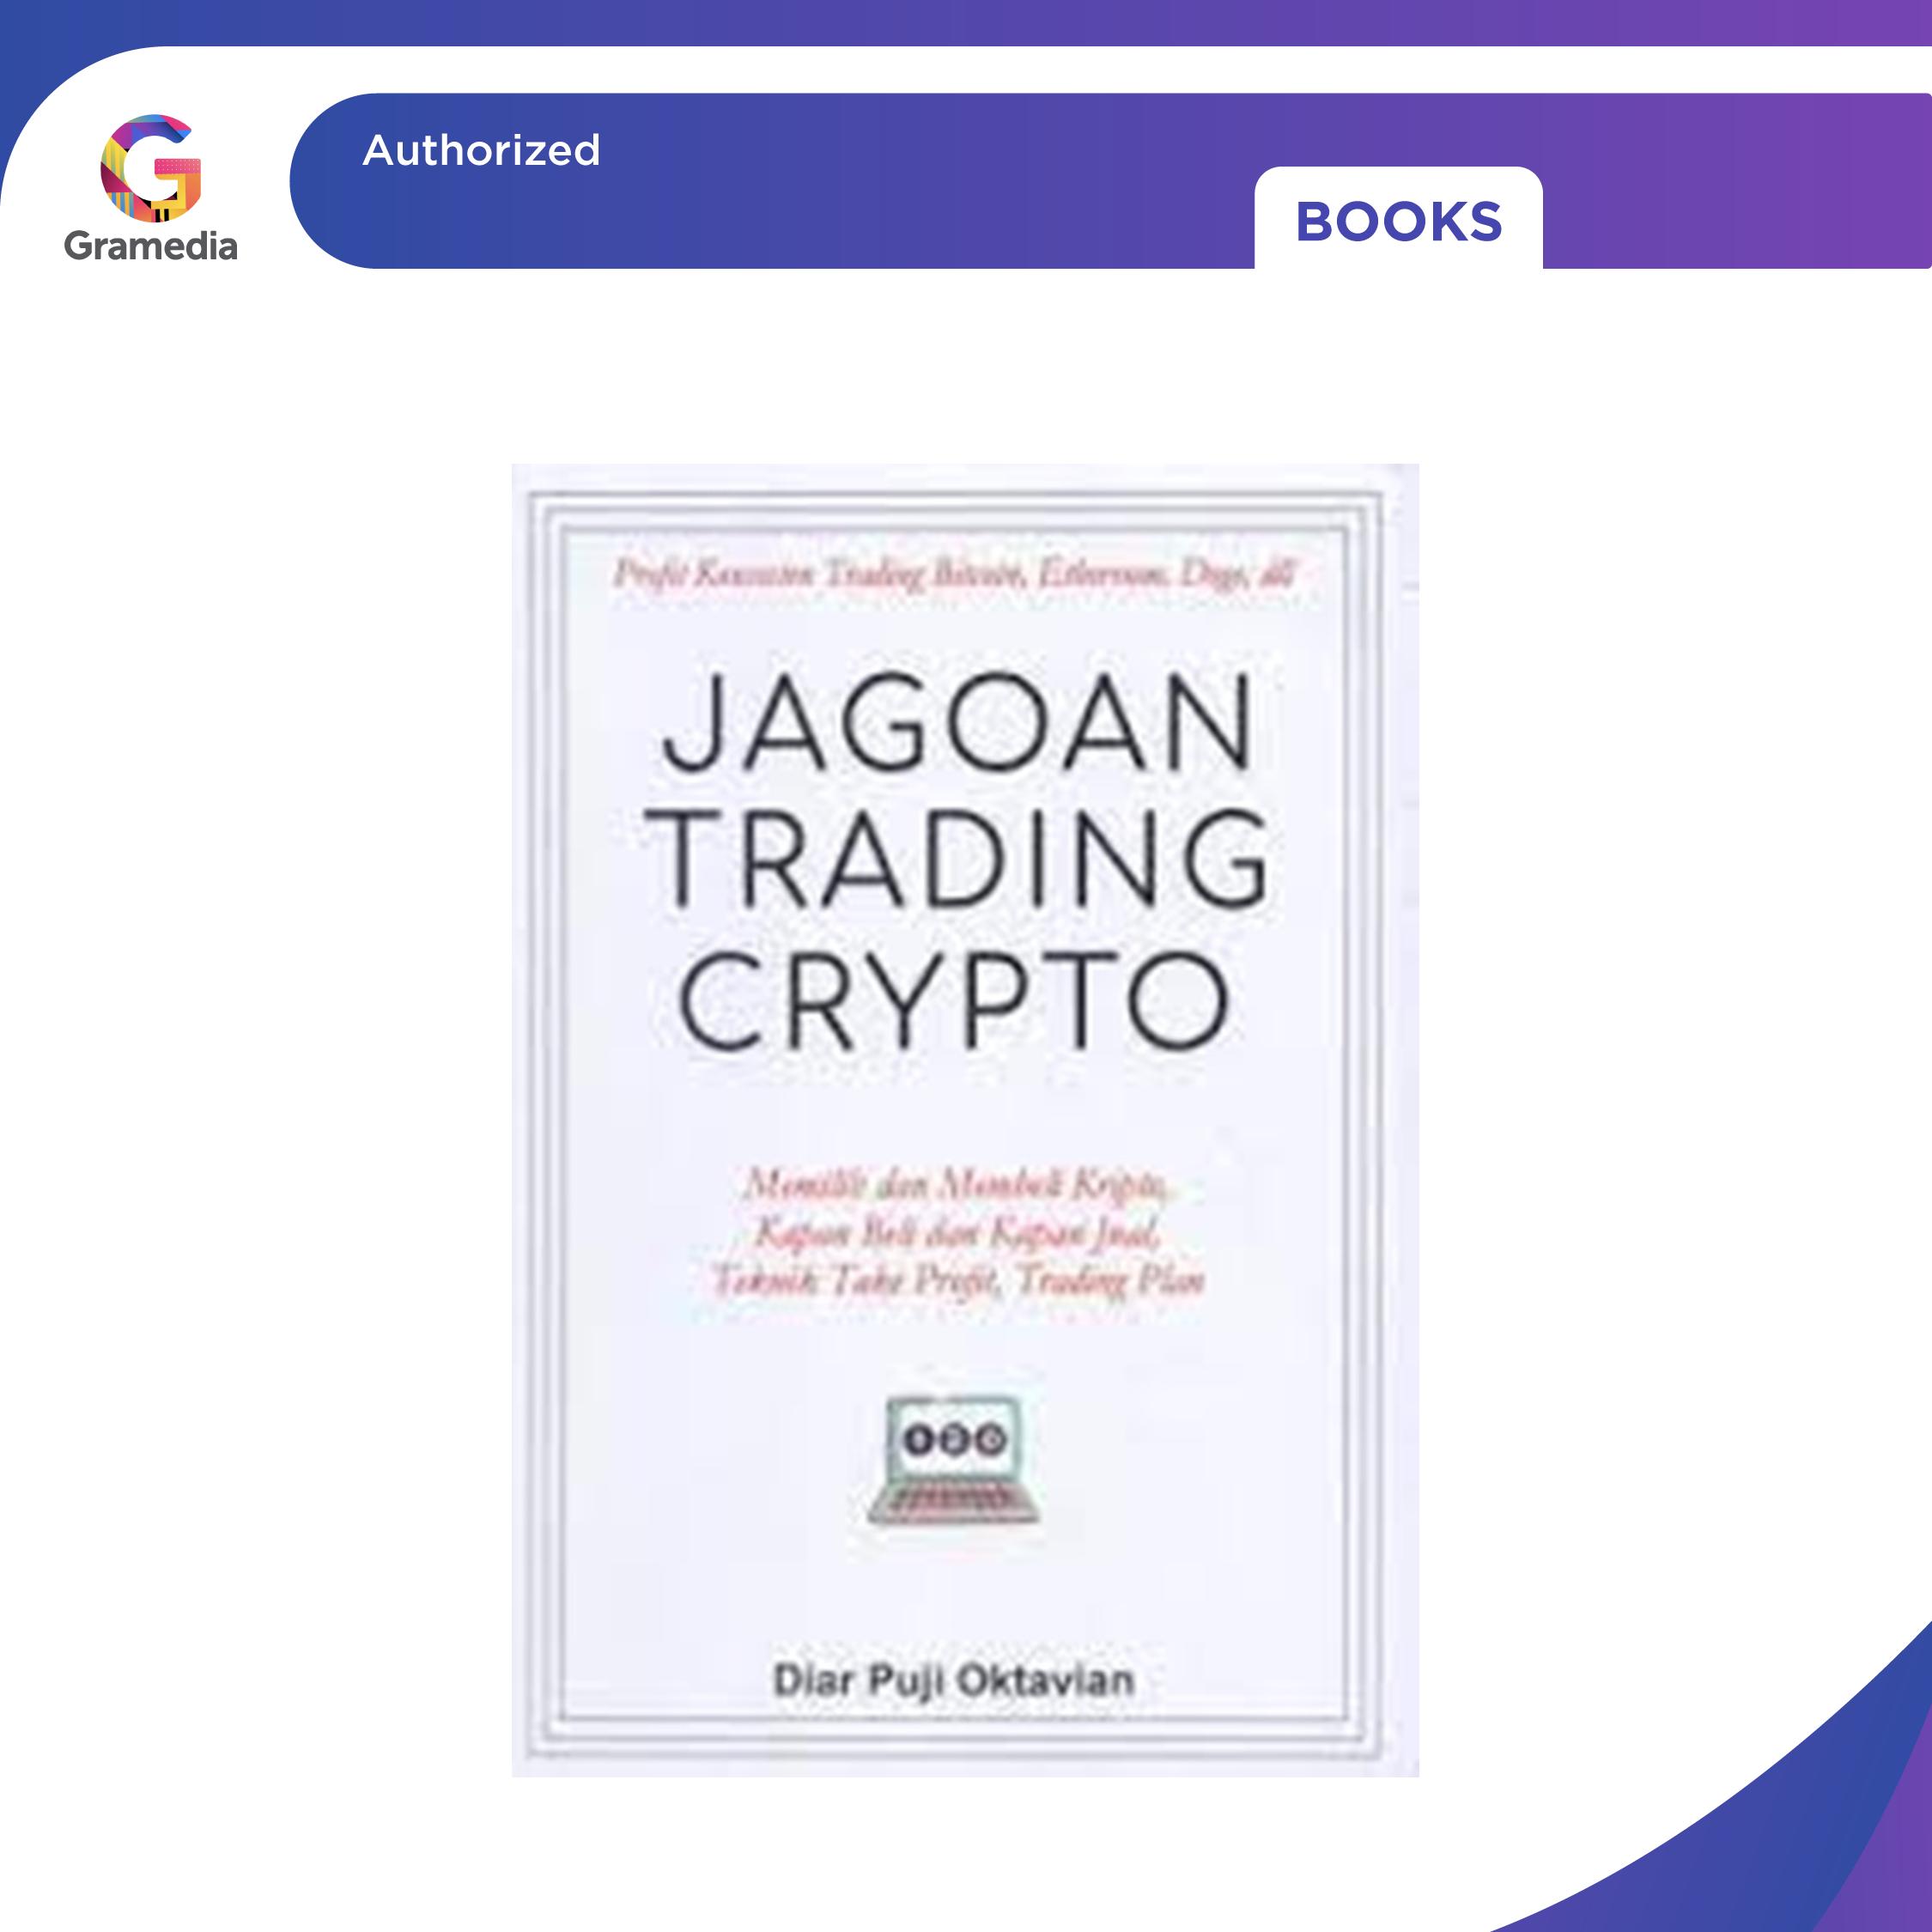 Gramedia
Authorized
BOOKS
Profit Konsisten Trading Bitcoin, Ethereum, Doge, dll
JAGOAN
TRADING
CRYPTO
Memilih dan Membeli Kripto,
Kapan Beli dan Kapan Jual,
Teknik Take Profit, Trading Plan
Diar Puji Oktavian